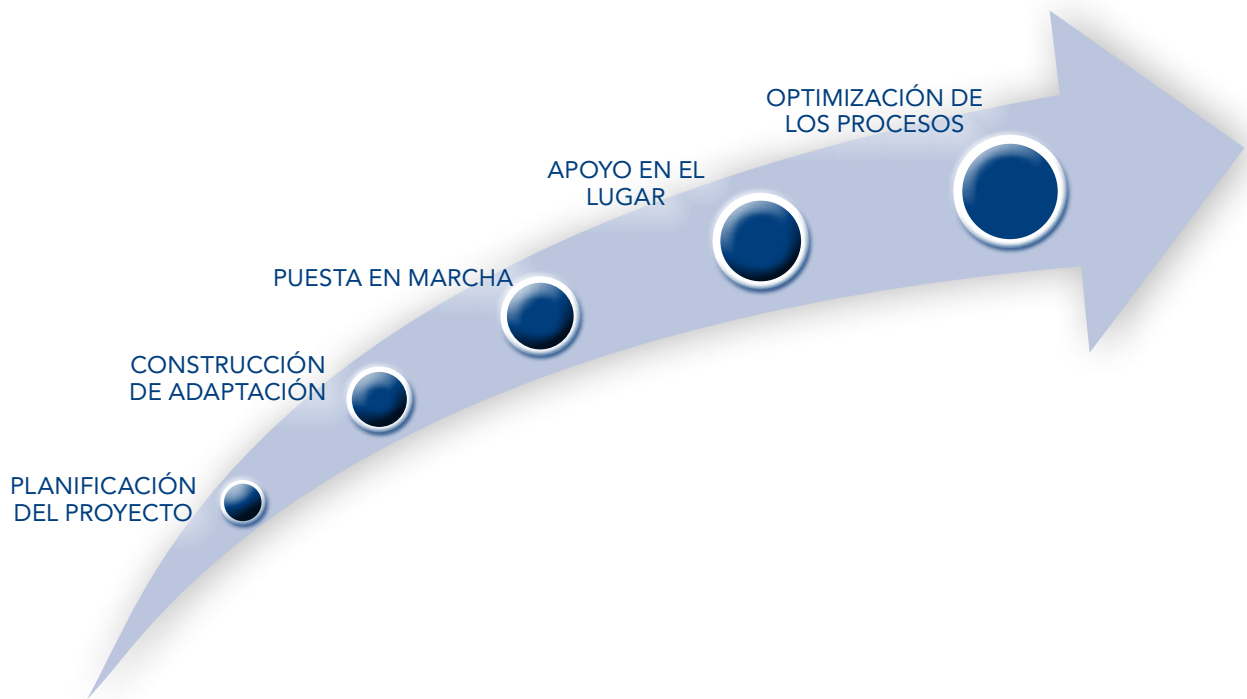 OPTIMIZACIÓN DE
LOS PROCESOS
APOYO EN EL
LUGAR
PUESTA EN MARCHA
CONSTRUCCIÓN
DE ADAPTACIÓN
PLANIFICACIÓN
DEL PROYECTO